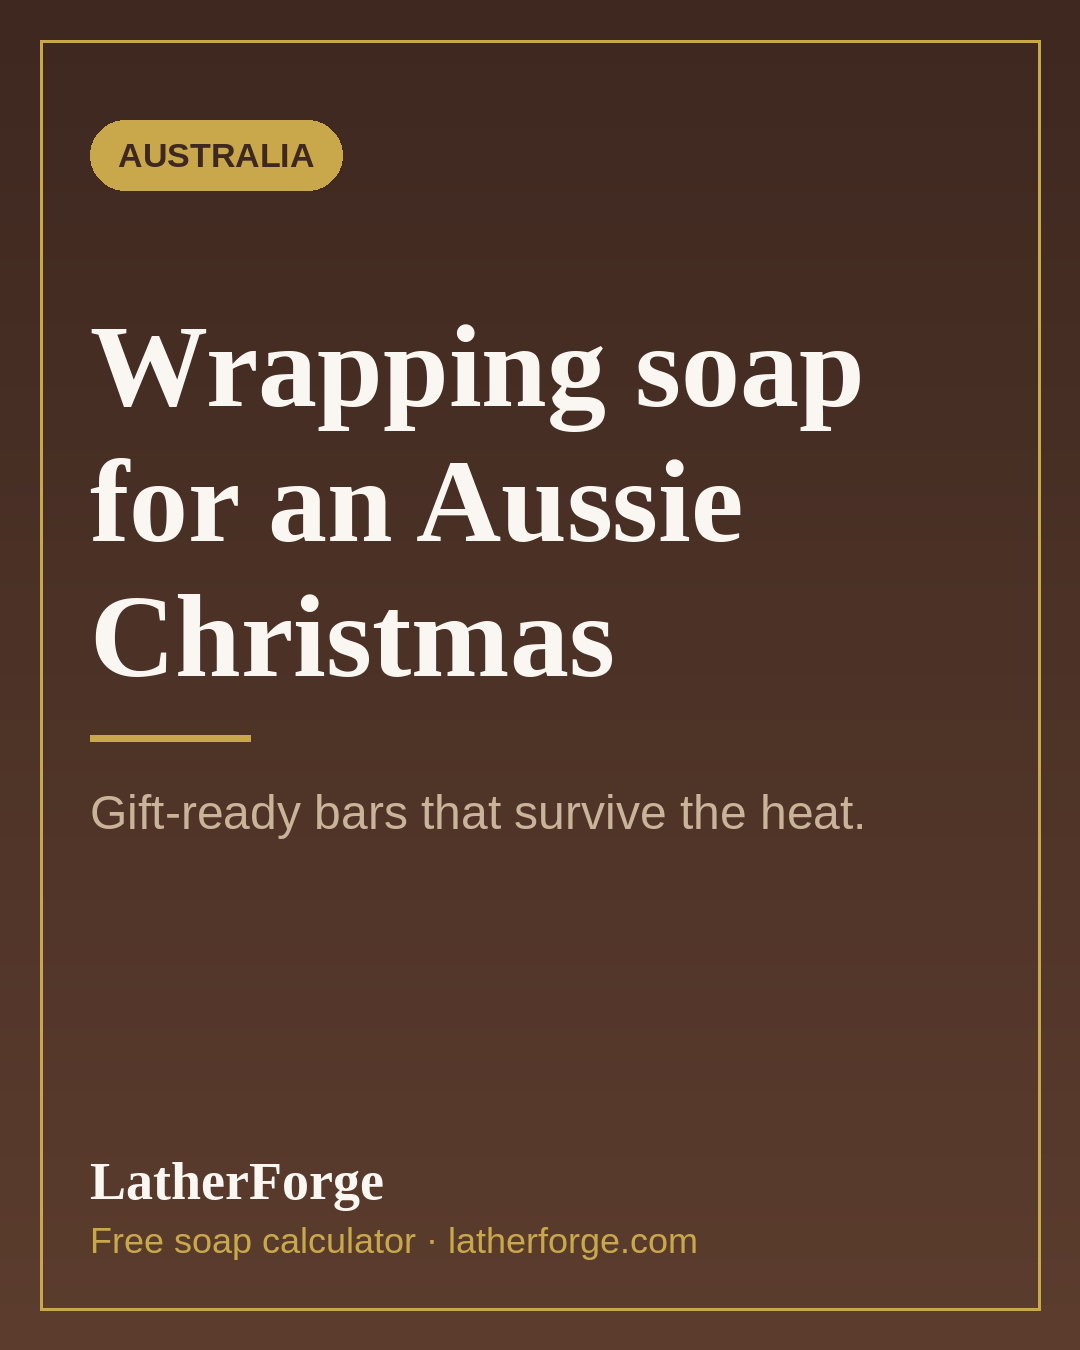 AUSTRALIA
Wrapping soap
for an Aussie
Christmas
Gift-ready bars that survive the heat.
LatherForge
Free soap calculator · latherforge.com